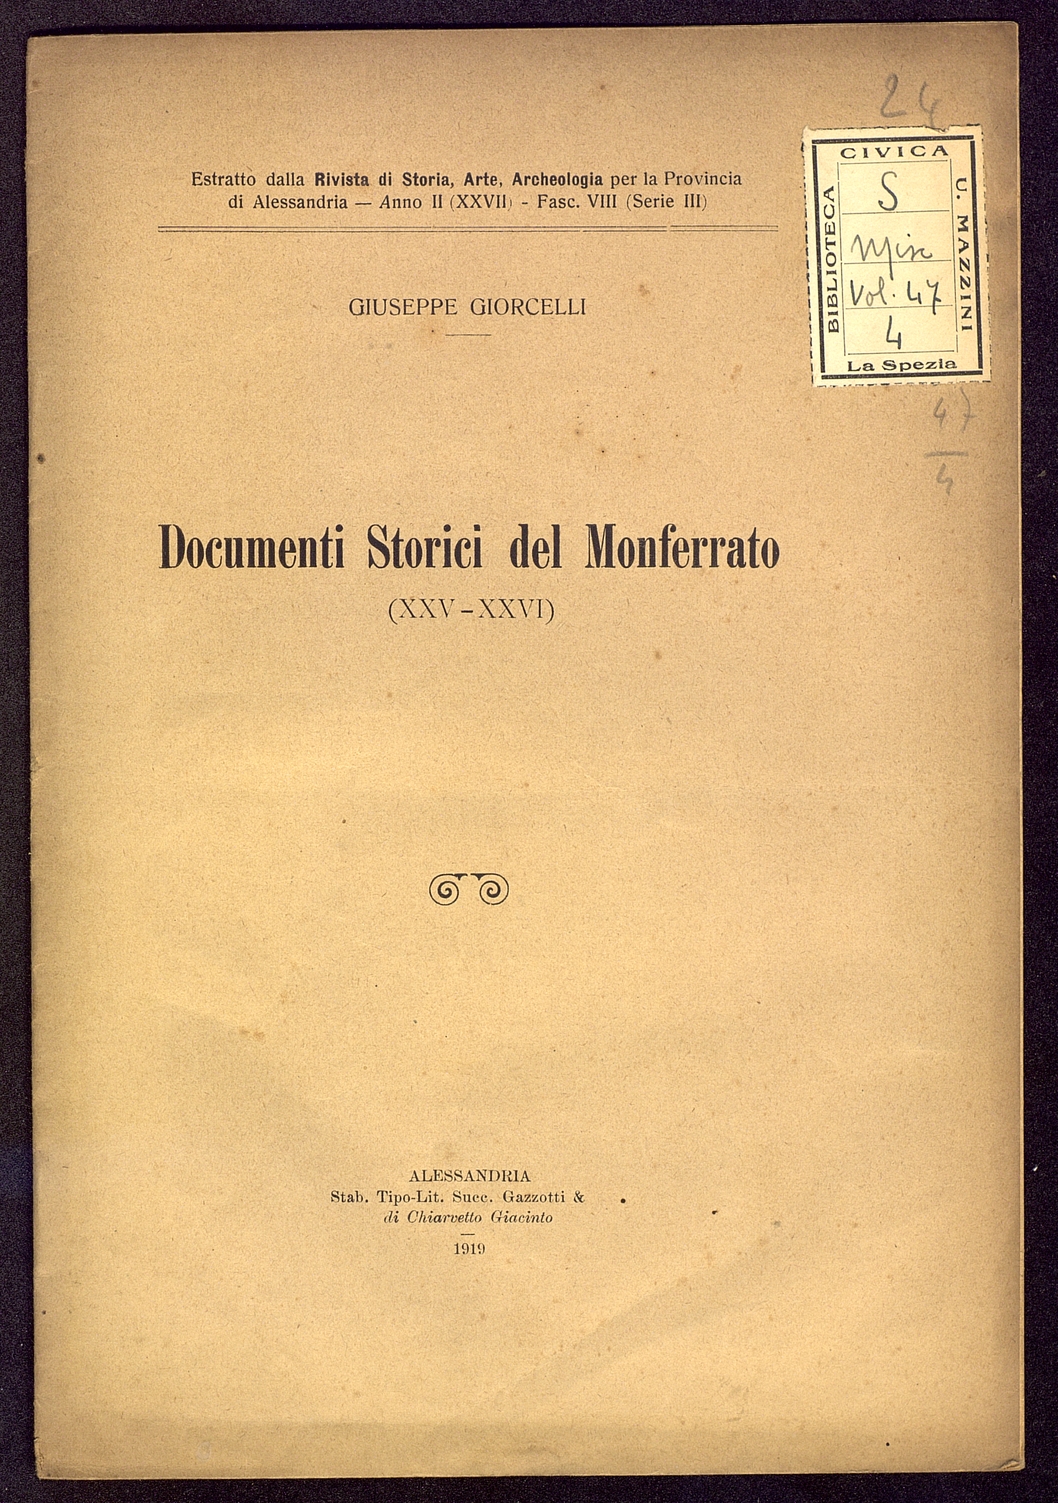 24
Estratto dalla Rivista di Storia, Arte, Archeologia per la Provincia
di Alessandria — Anno II (XXVII) - Fasc. VIII (Serie III)
GIUSEPPE GIORCELLI
CIVICA
BIBLIOTECA
U. MAZZINI
S
Misc
Vol. 47
4
La Spezia
47
4
Documenti Storici del Monferrato
(XXV-XXVI)
ALESSANDRIA
Stab. Tipo-Lit. Succ. Gazzotti &
di Chiarvetto Giacinto
1919